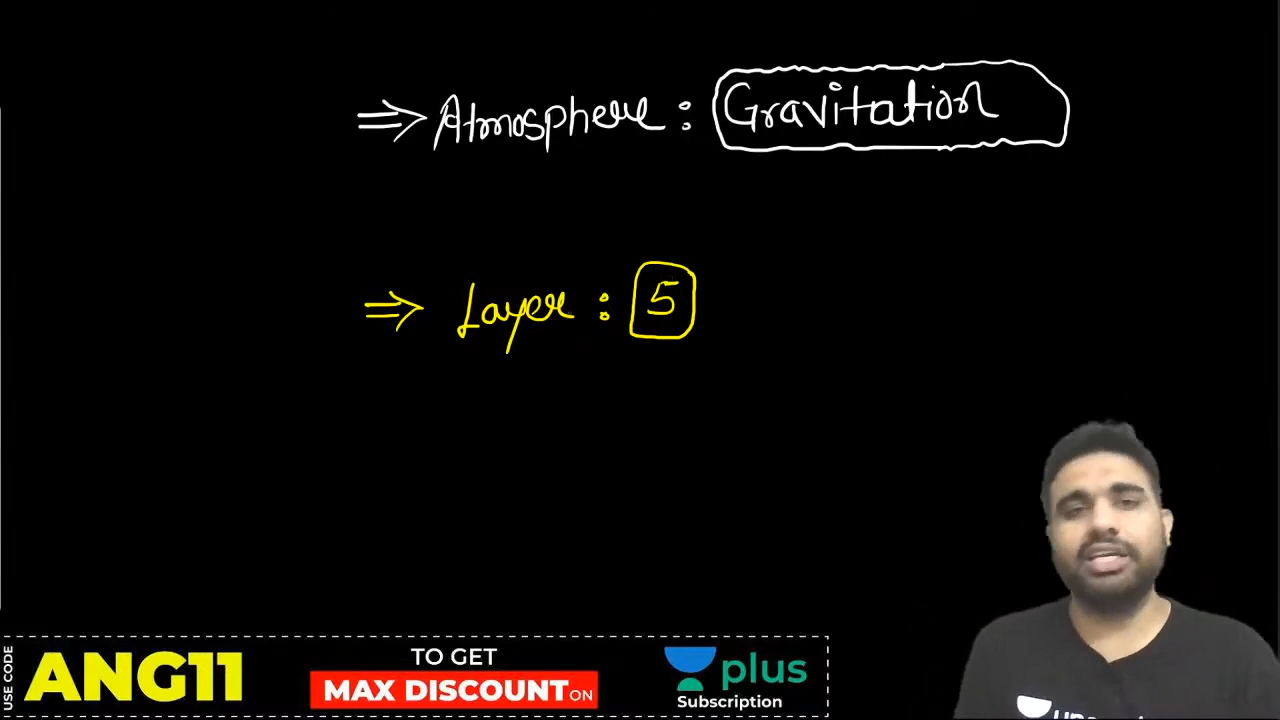 ⇒ Atmosphere : Gravitation
⇒ Layer : 5
USE CODE
ANG11
TO GET
MAX DISCOUNT ON
plus
Subscription